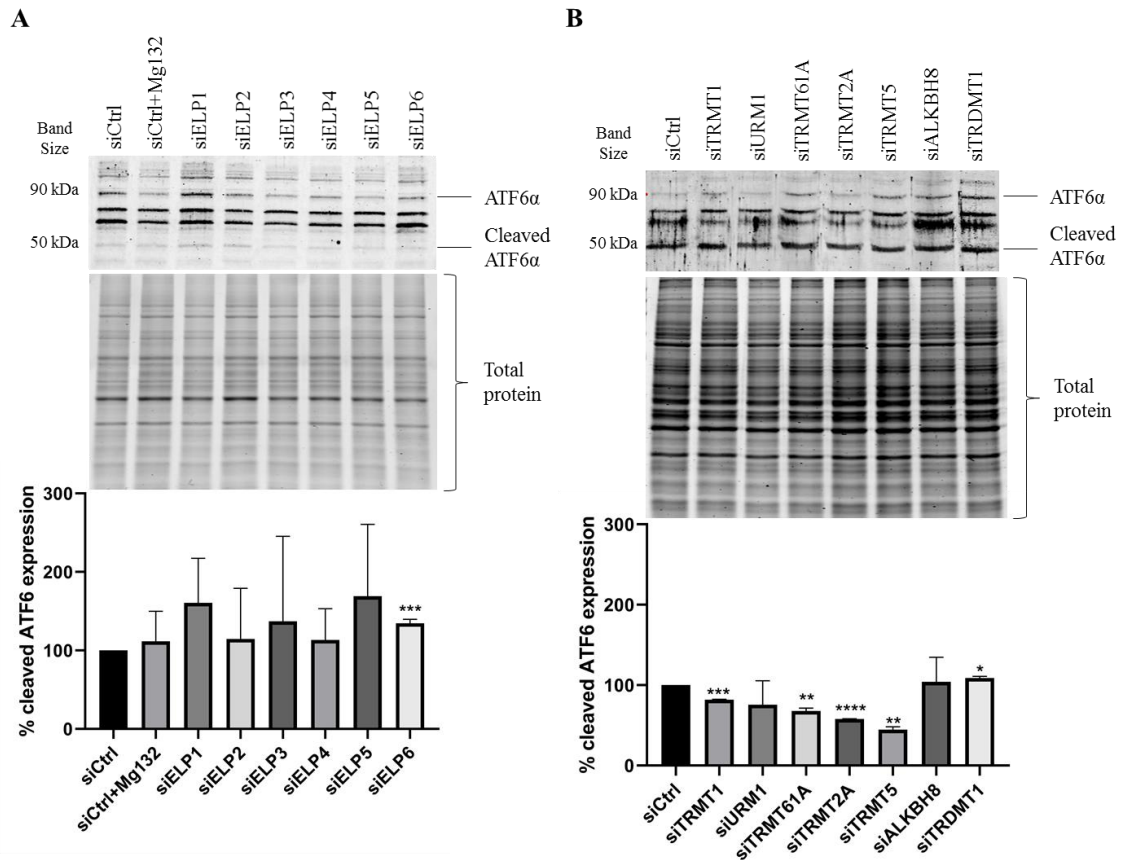 A
Band
Size
siCtrl
siCtrl+Mg132
siELP1
siELP2
siELP3
siELP4
siELP5
siELP6
90 kDa
50 kDa
ATF6α
Cleaved
ATF6α
Total
protein
% cleaved ATF6 expression
300
200
100
0
***
siCtrl
siCtrl+Mg132
siELP1
siELP2
siELP3
siELP4
siELP5
siELP6
B
Band
Size
siCtrl
siTRMT1
siURM1
siTRMT61A
siTRMT2A
siTRMT5
siALKBH8
siTRDMT1
90 kDa
50 kDa
ATF6α
Cleaved
ATF6α
Total
protein
% cleaved ATF6 expression
300
200
100
0
***
**
****
**
*
siCtrl
siTRMT1
siURM1
siTRMT61A
siTRMT2A
siTRMT5
siALKBH8
siTRDMT1